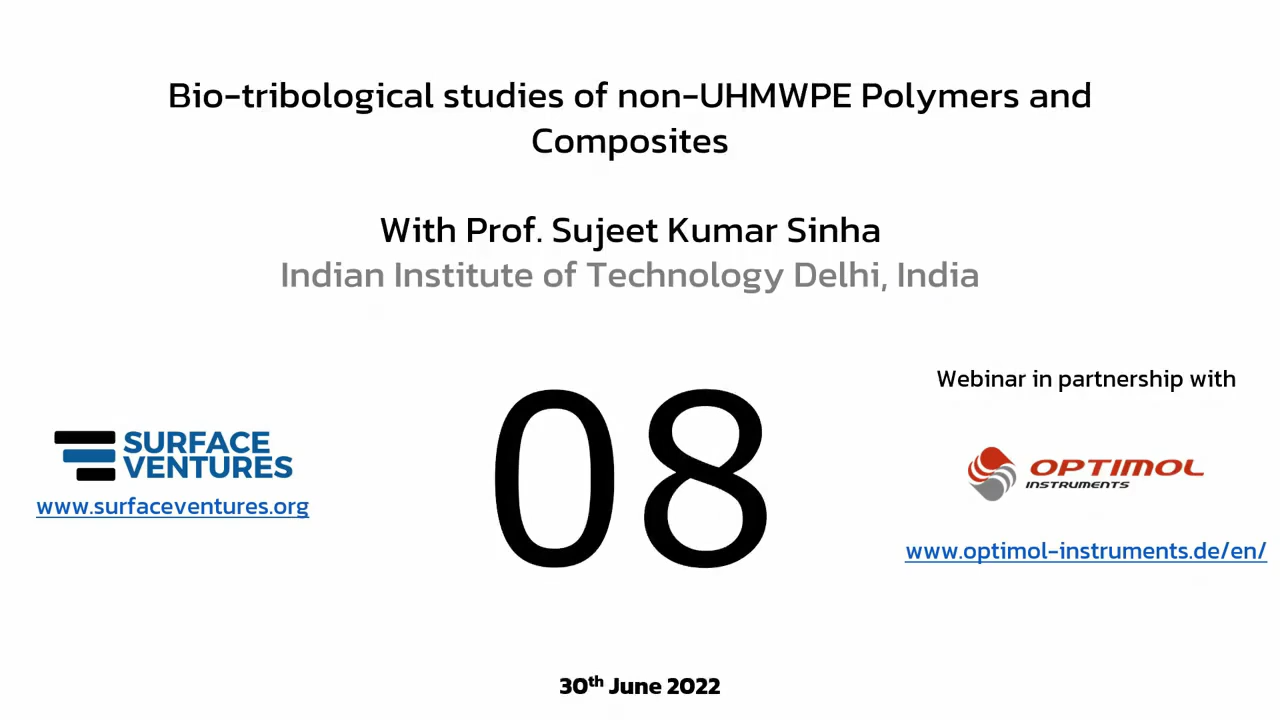 Bio-tribological studies of non-UHMWPE Polymers and
Composites
With Prof. Sujeet Kumar Sinha
Indian Institute of Technology Delhi, India
08
SURFACE
VENTURES
www.surfaceventures.org
Webinar in partnership with
OPTIMOL
INSTRUMENTS
www.optimol-instruments.de/en/
30th June 2022